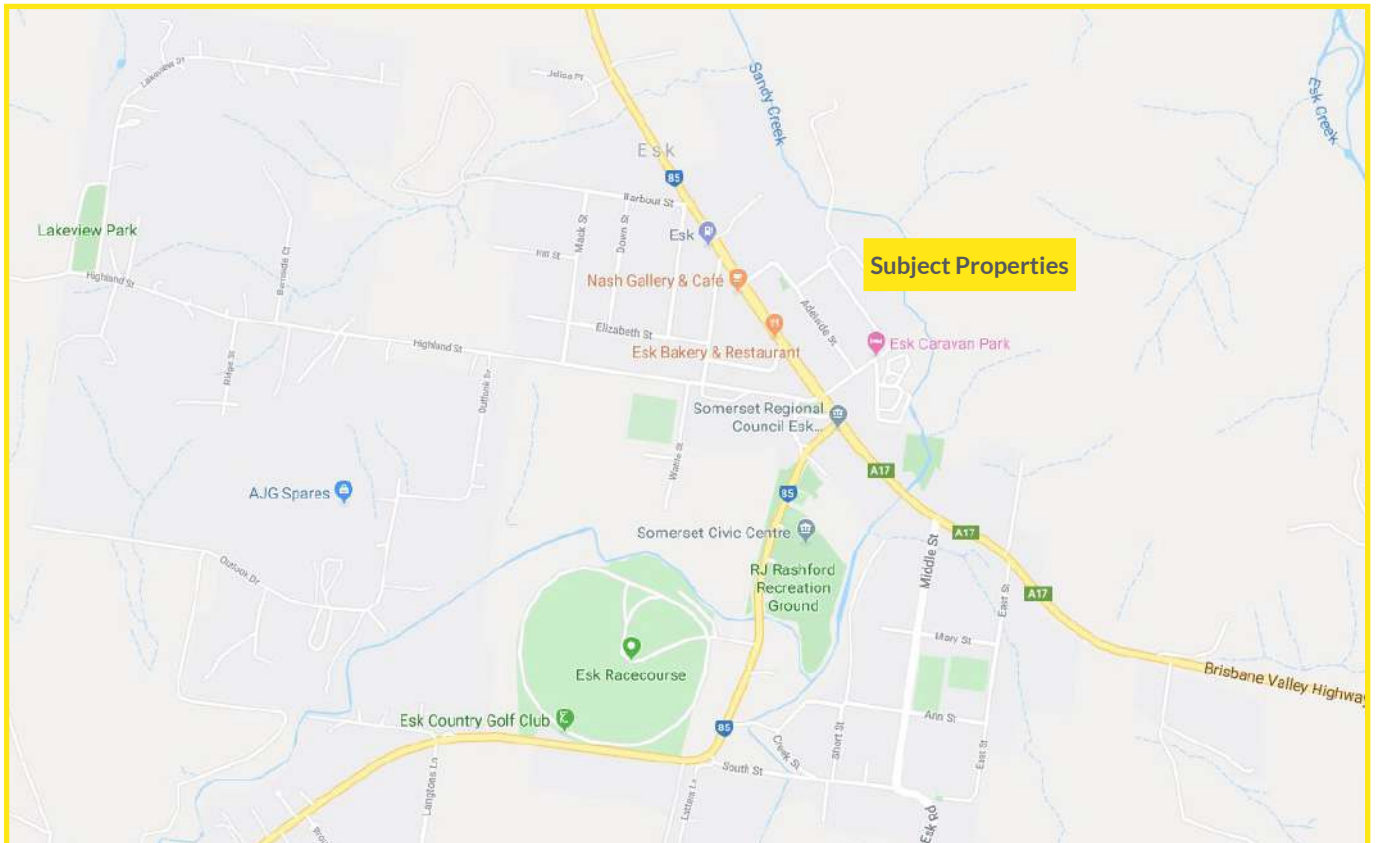 Lakeview St
Jelica Pl
Sandy Creek
Esk Creek
Esk
85
Barbour St
Lakeview Park
Mack St
Down St
Esk
Hill St
Subject Properties
Highland St
Nash Gallery & Café
Adelaide St
Elizabeth St
Esk Bakery & Restaurant
Esk Caravan Park
Highland St
Ridge St
Outlook Dr
Somerset Regional
Council Esk...
Wattle St
A17
AJG Spares
85
Somerset Civic Centre
A17
Middle St
RJ Rashford
Recreation
Ground
Outlook Dr
East St
A17
Mary St
Esk Racecourse
Brisbane Valley Highway
Esk Country Golf Club
85
Ann St
Short St
Creek St
East St
South St
Langtons Ln
Esk Rd